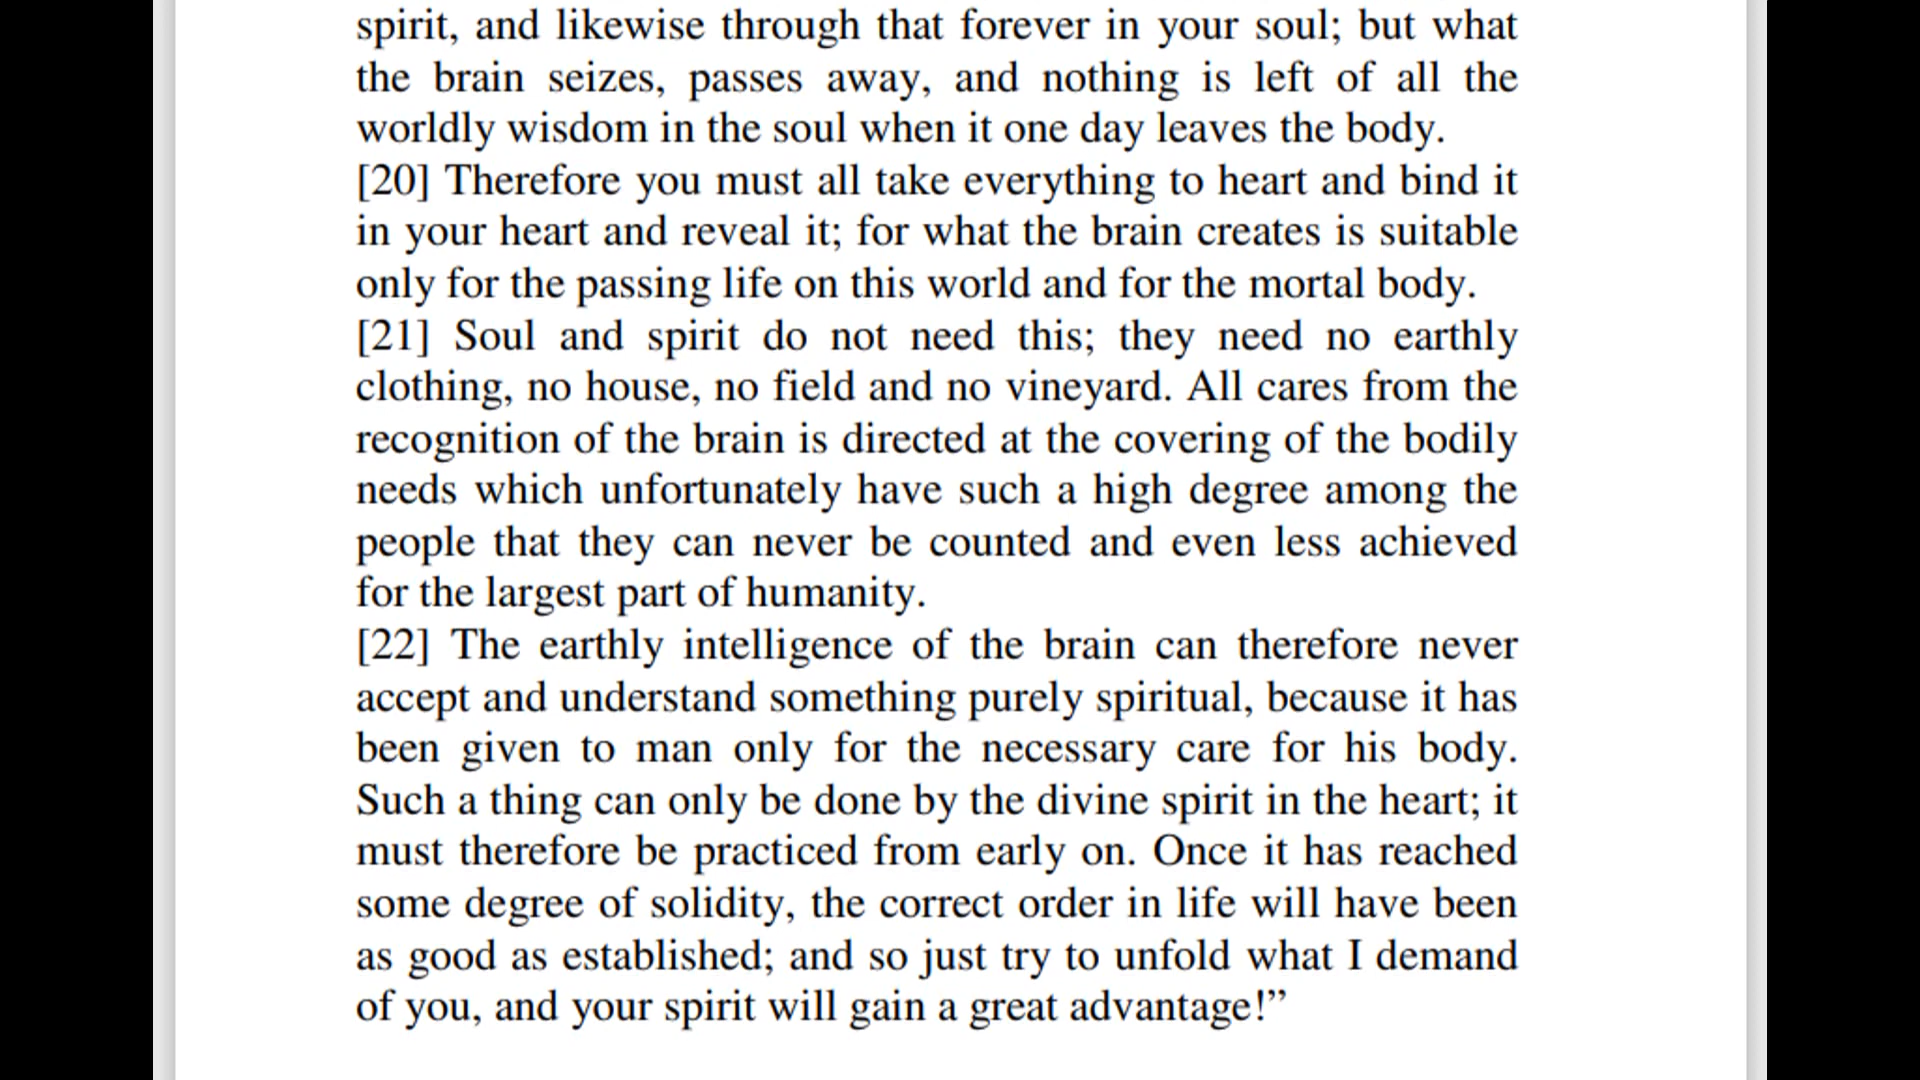 spirit, and likewise through that forever in your soul; but what
the brain seizes, passes away, and nothing is left of all the
worldly wisdom in the soul when it one day leaves the body.
[20] Therefore you must all take everything to heart and bind it
in your heart and reveal it; for what the brain creates is suitable
only for the passing life on this world and for the mortal body.
[21] Soul and spirit do not need this; they need no earthly
clothing, no house, no field and no vineyard. All cares from the
recognition of the brain is directed at the covering of the bodily
needs which unfortunately have such a high degree among the
people that they can never be counted and even less achieved
for the largest part of humanity.
[22] The earthly intelligence of the brain can therefore never
accept and understand something purely spiritual, because it has
been given to man only for the necessary care for his body.
Such a thing can only be done by the divine spirit in the heart; it
must therefore be practiced from early on. Once it has reached
some degree of solidity, the correct order in life will have been
as good as established; and so just try to unfold what I demand
of you, and your spirit will gain a great advantage!”